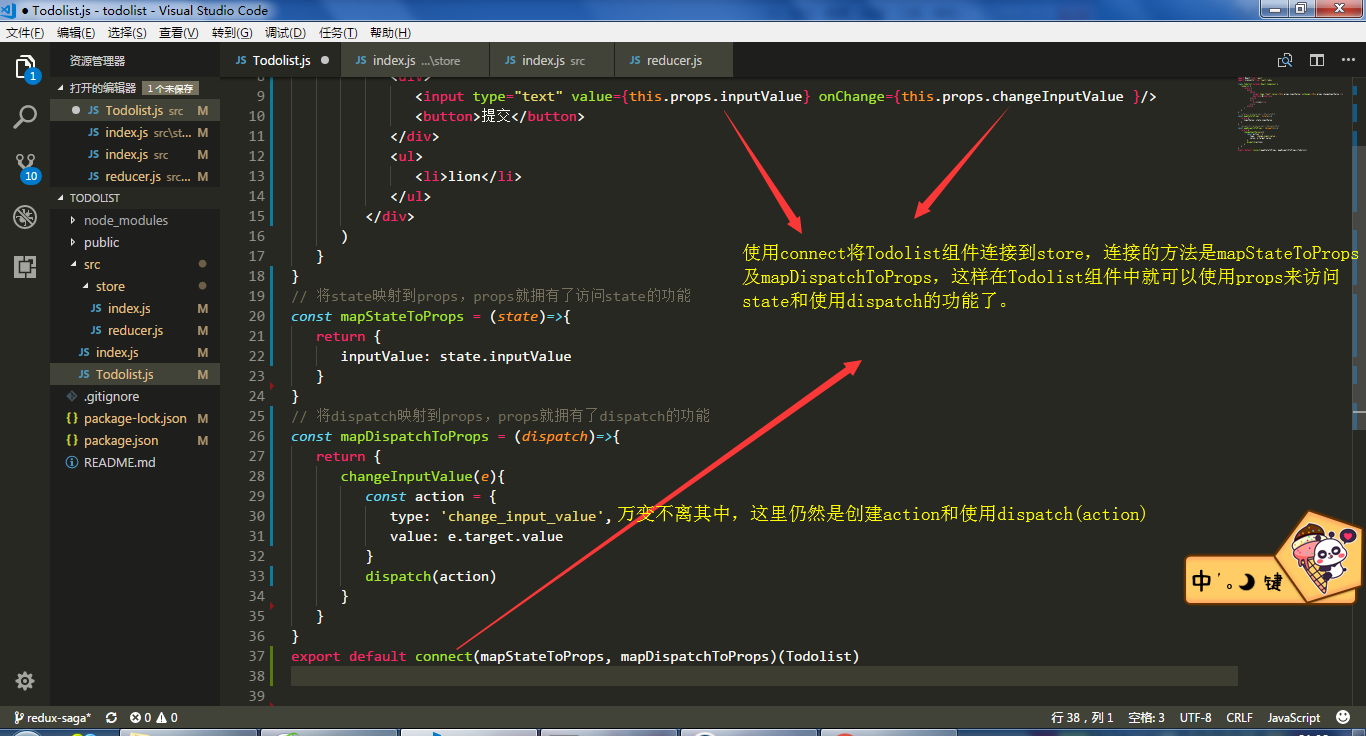 Todolist.js - todolist - Visual Studio Code
文件(F) 编辑(E) 选择(S) 查看(V) 转到(G) 调试(D) 任务(T) 帮助(H)
资源管理器
打开的编辑器 1 个未保存
JS Todolist.js src M
JS index.js src\st... M
JS index.js src M
JS reducer.js src... M
TODOLIST
node_modules
public
src
store
JS index.js M
JS reducer.js M
JS index.js M
JS Todolist.js M
.gitignore
{} package-lock.json M
{} package.json M
README.md
1
10
JS Todolist.js
JS index.js ...\store
JS index.js src
JS reducer.js
8 <div>
9 <input type="text" value={this.props.inputValue} onChange={this.props.changeInputValue }/>
10 <button>提交</button>
11 </div>
12 <ul>
13 <li>lion</li>
14 </ul>
15 </div>
16 )
17 }
18 }
19 // 将state映射到props，props就拥有了访问state的功能
20 const mapStateToProps = (state)=>{
21 return {
22 inputValue: state.inputValue
23 }
24 }
25 // 将dispatch映射到props，props就拥有了dispatch的功能
26 const mapDispatchToProps = (dispatch)=>{
27 return {
28 changeInputValue(e){
29 const action = {
30 type: 'change_input_value', 万变不离其中，这里仍然是创建action和使用dispatch(action)
31 value: e.target.value
32 }
33 dispatch(action)
34 }
35 }
36 }
37 export default connect(mapStateToProps, mapDispatchToProps)(Todolist)
38
39
使用connect将Todolist组件连接到store，连接的方法是mapStateToProps
及mapDispatchToProps，这样在Todolist组件中就可以使用props来访问
state和使用dispatch的功能了。
中 ' 。 键
redux-saga* 0 0 行 38，列 1 空格: 3 UTF-8 CRLF JavaScript